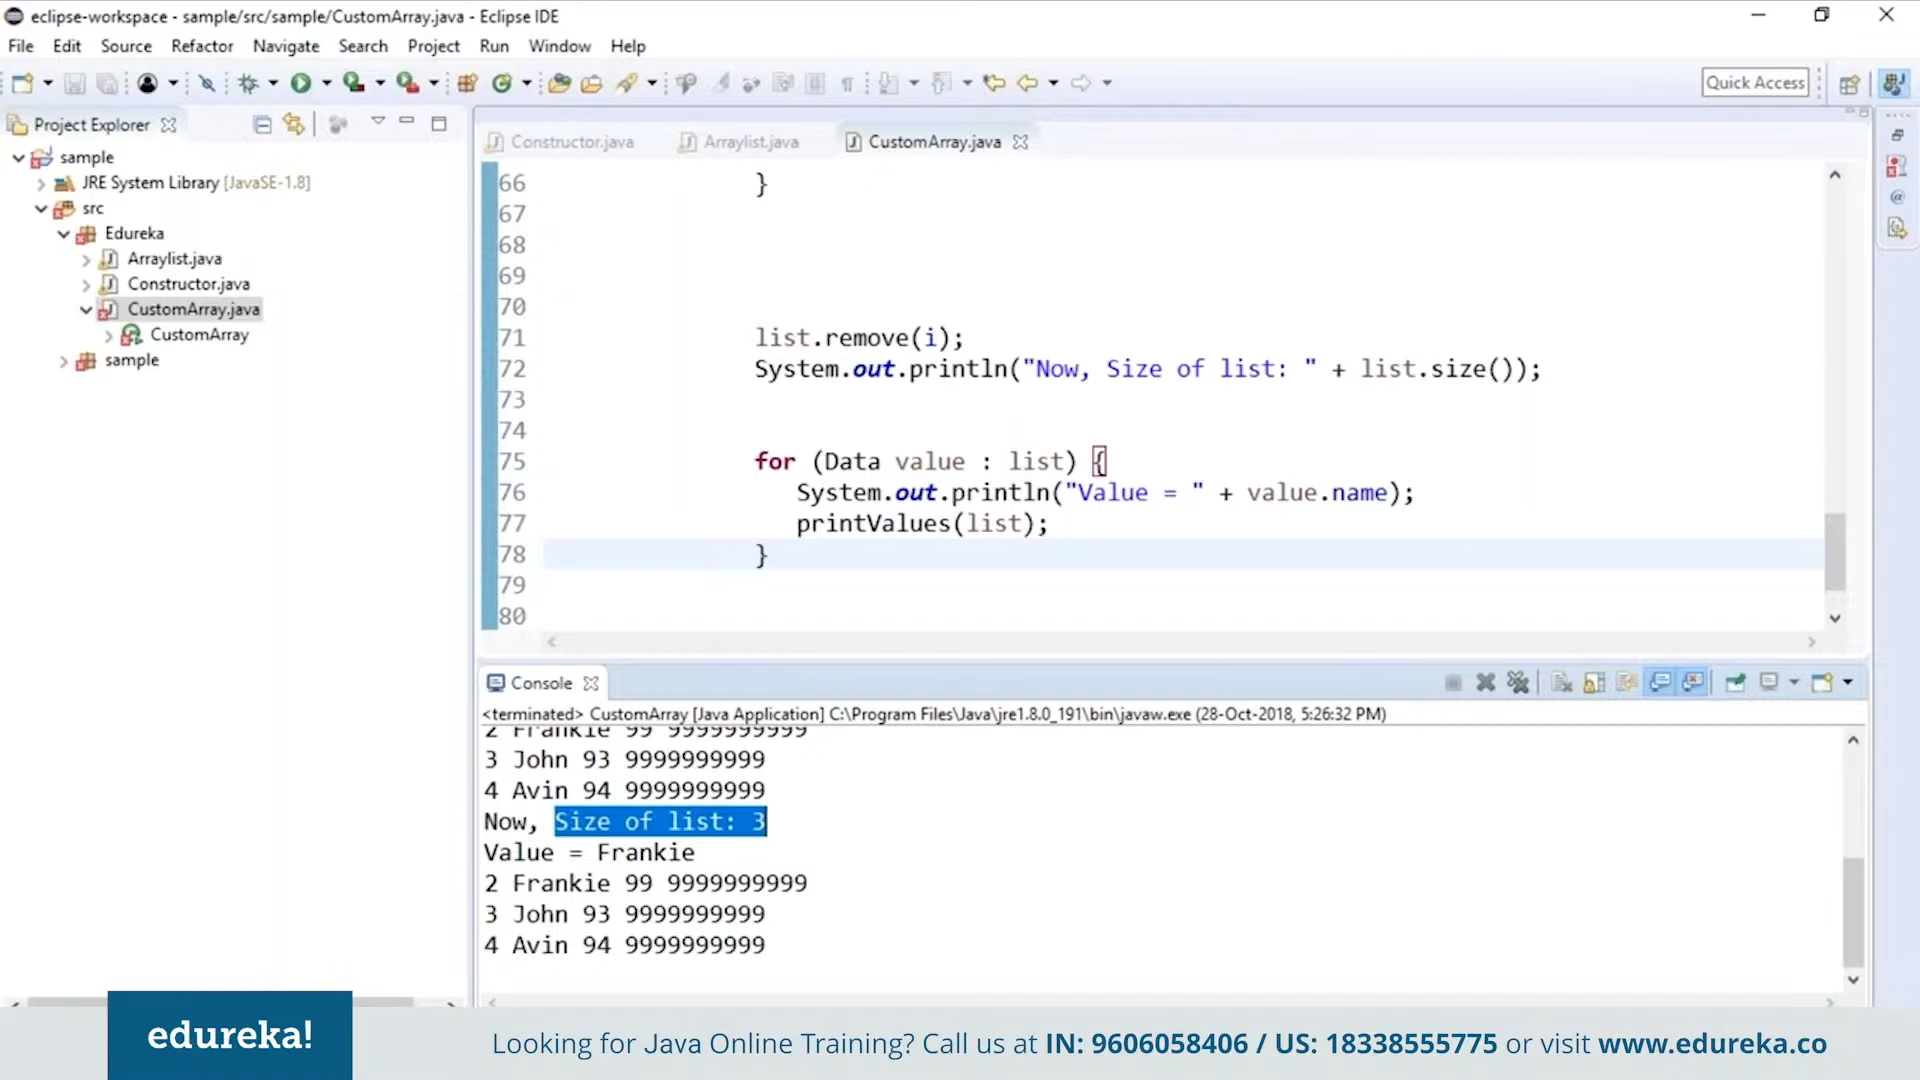 eclipse-workspace - sample/src/sample/CustomArray.java - Eclipse IDE
File Edit Source Refactor Navigate Search Project Run Window Help
Quick Access
Project Explorer
sample
JRE System Library [JavaSE-1.8]
src
Edureka
Arraylist.java
Constructor.java
CustomArray.java
CustomArray
sample
Constructor.java Arraylist.java CustomArray.java
66 }
67
68
69
70
71 list.remove(i);
72 System.out.println("Now, Size of list: " + list.size());
73
74
75 for (Data value : list) {
76 System.out.println("Value = " + value.name);
77 printValues(list);
78 }
79
80
Console
<terminated> CustomArray [Java Application] C:\Program Files\Java\jre1.8.0_191\bin\javaw.exe (28-Oct-2018, 5:26:32 PM)
2 Frankie 99 9999999999
3 John 93 9999999999
4 Avin 94 9999999999
Now, Size of list: 3
Value = Frankie
2 Frankie 99 9999999999
3 John 93 9999999999
4 Avin 94 9999999999
edureka!
Looking for Java Online Training? Call us at IN: 9606058406 / US: 18338555775 or visit www.edureka.co